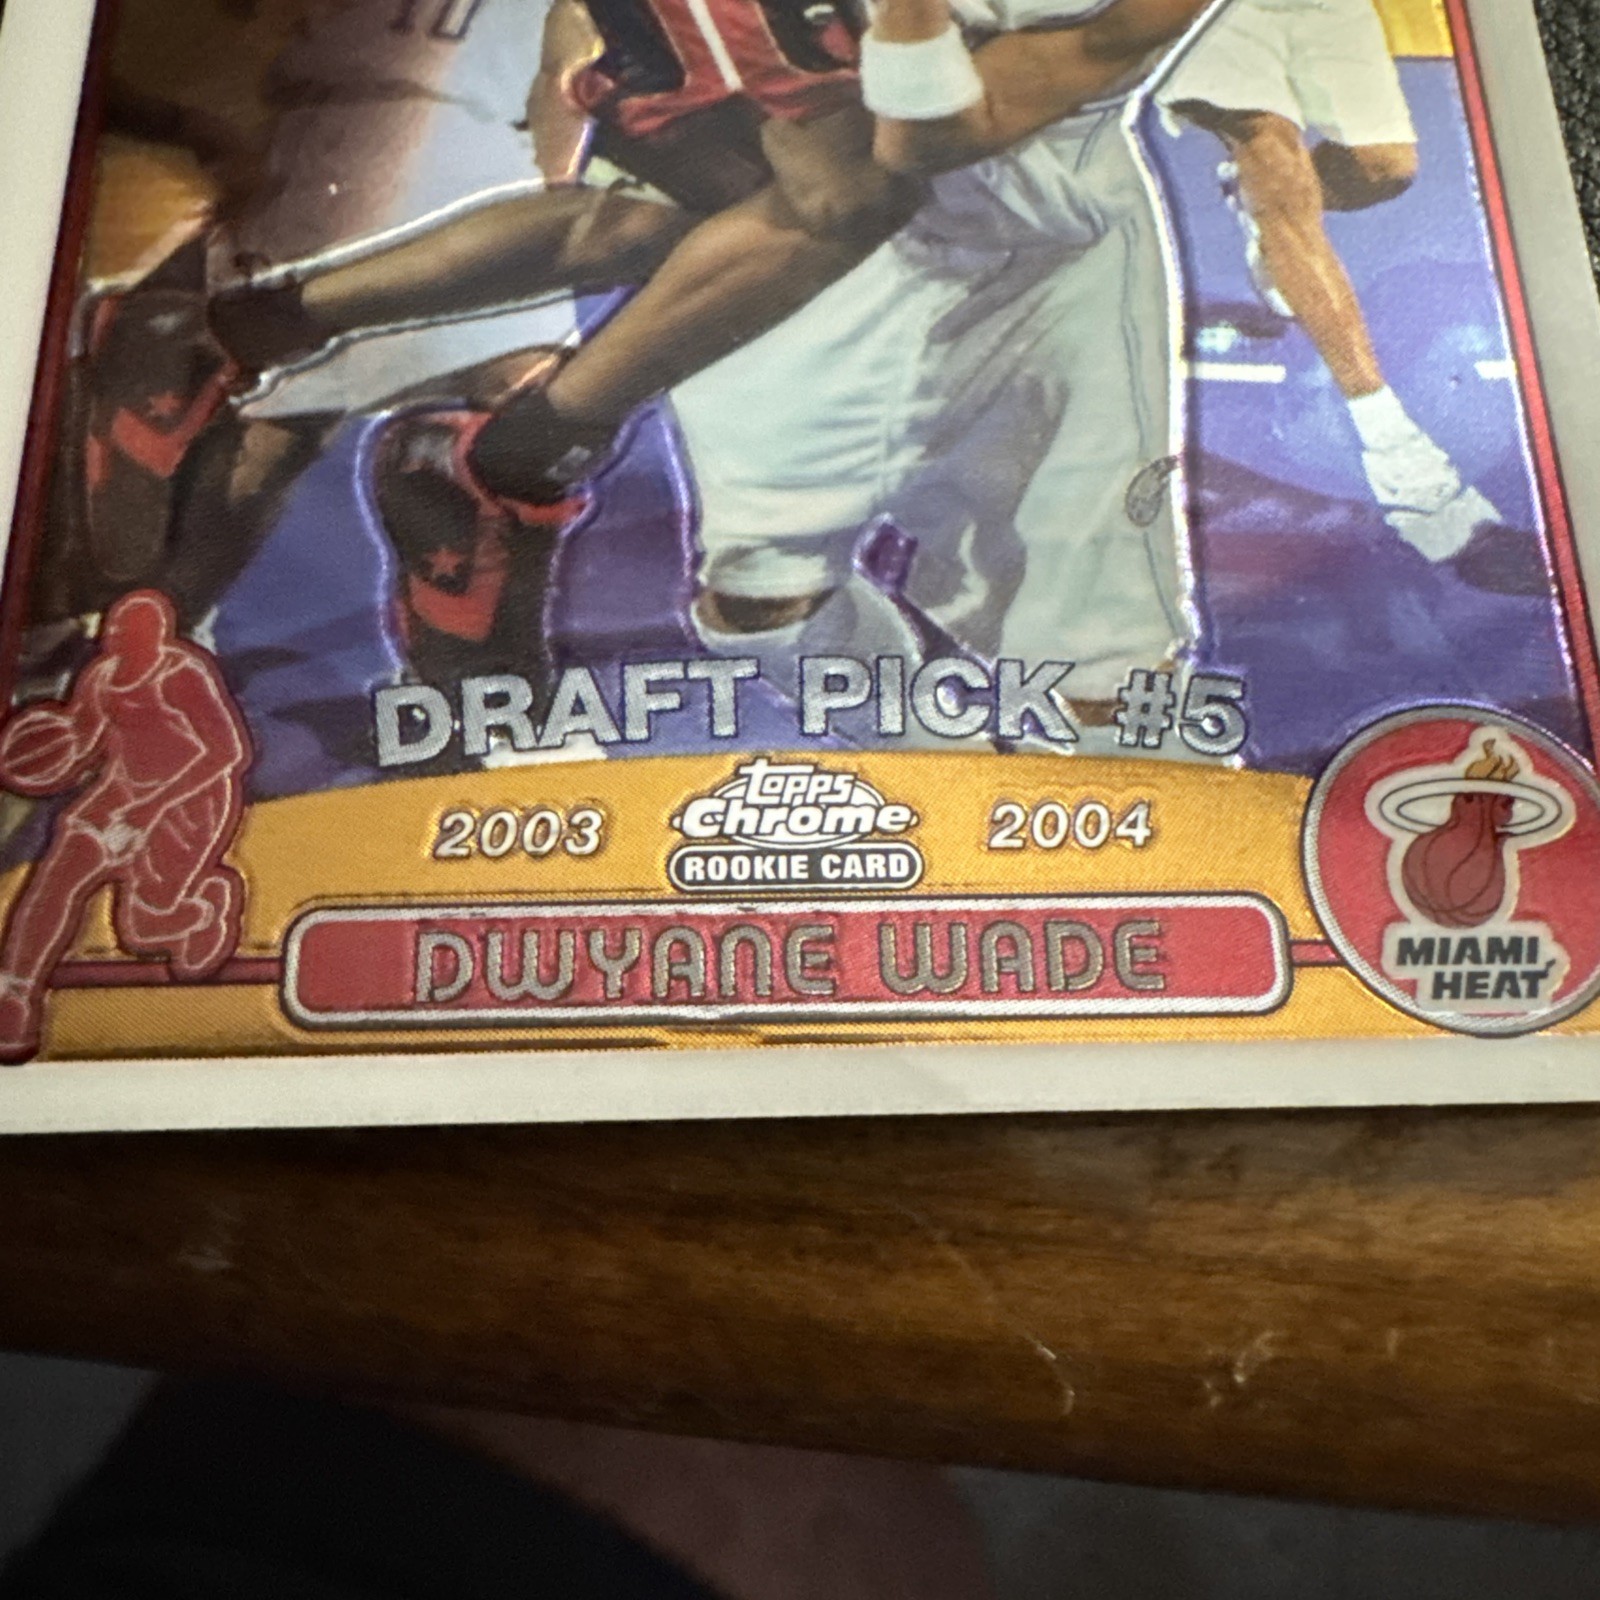 DRAFT PICK #5
2003 Topps Chrome 2004
ROOKIE CARD
DWYANE WADE
MIAMI
HEAT